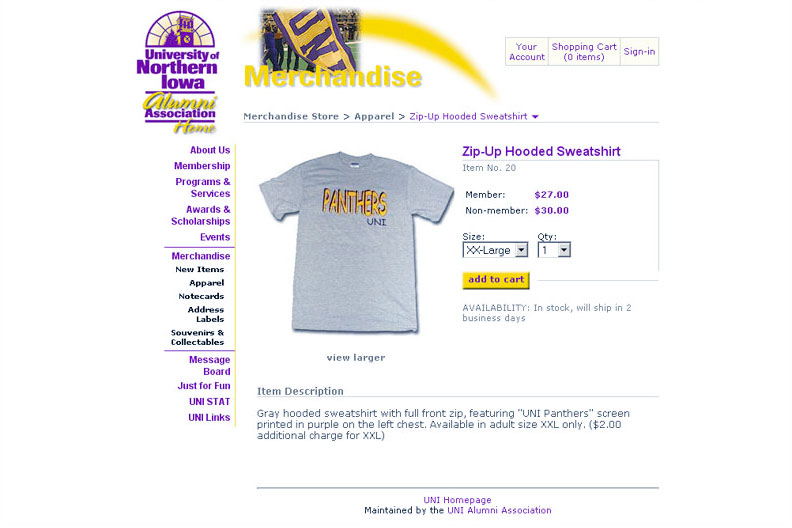 University of
Northern
Iowa
Alumni
Association
Home
UNI
Merchandise
Your
Account
Shopping Cart
(0 items)
Sign-in
Merchandise Store > Apparel > Zip-Up Hooded Sweatshirt
About Us
Membership
Programs &
Services
Awards &
Scholarships
Events
Merchandise
New Items
Apparel
Notecards
Address
Labels
Souvenirs &
Collectables
Message
Board
Just for Fun
UNI STAT
UNI Links
PANTHERS
UNI
view larger
Zip-Up Hooded Sweatshirt
Item No. 20
Member: $27.00
Non-member: $30.00
Size: Qty:
XX-Large 1
add to cart
AVAILABILITY: In stock, will ship in 2
business days
Item Description
Gray hooded sweatshirt with full front zip, featuring "UNI Panthers" screen
printed in purple on the left chest. Available in adult size XXL only. ($2.00
additional charge for XXL)
UNI Homepage
Maintained by the UNI Alumni Association